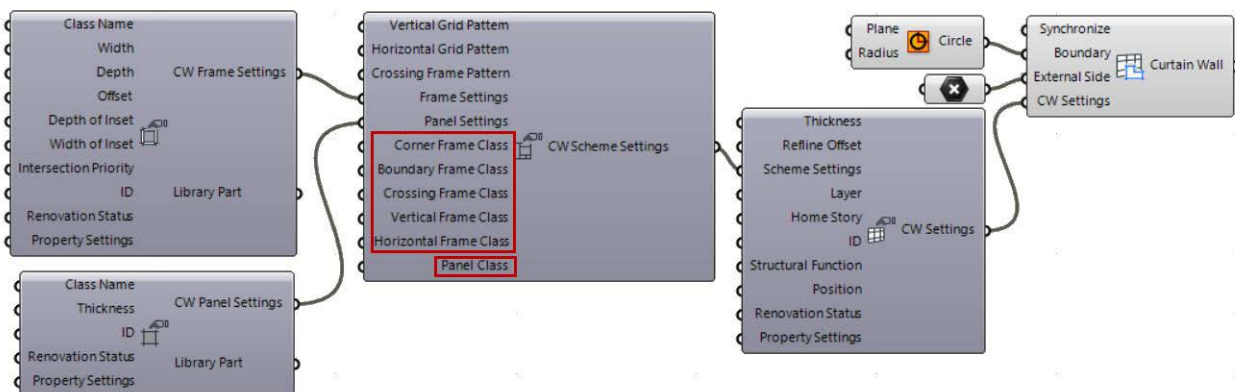 Class Name
Width
Depth
Offset
Depth of Inset
Width of Inset
Intersection Priority
ID
Renovation Status
Property Settings
CW Frame Settings
Library Part
Class Name
Thickness
ID
Renovation Status
Property Settings
CW Panel Settings
Library Part
Vertical Grid Pattern
Horizontal Grid Pattern
Crossing Frame Pattern
Frame Settings
Panel Settings
Corner Frame Class
Boundary Frame Class
Crossing Frame Class
Vertical Frame Class
Horizontal Frame Class
Panel Class
CW Scheme Settings
Thickness
Refline Offset
Scheme Settings
Layer
Home Story
ID
Structural Function
Position
Renovation Status
Property Settings
CW Settings
Plane
Radius
Circle
Synchronize
Boundary
External Side
CW Settings
Curtain Wall